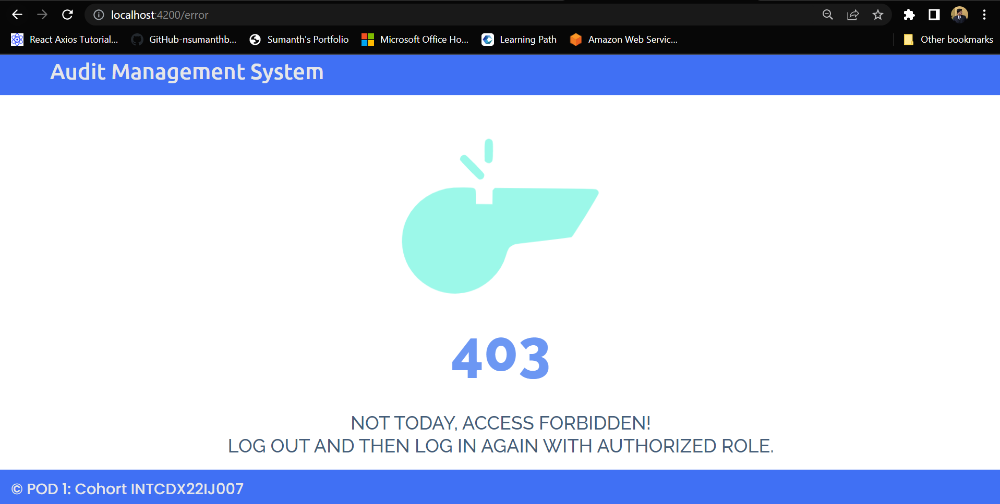 localhost:4200/error
React Axios Tutorial... GitHub-nsumanthb... Sumanth's Portfolio Microsoft Office Ho... Learning Path Amazon Web Servic... Other bookmarks
Audit Management System
403
NOT TODAY, ACCESS FORBIDDEN!
LOG OUT AND THEN LOG IN AGAIN WITH AUTHORIZED ROLE.
© POD 1: Cohort INTCDX22IJ007